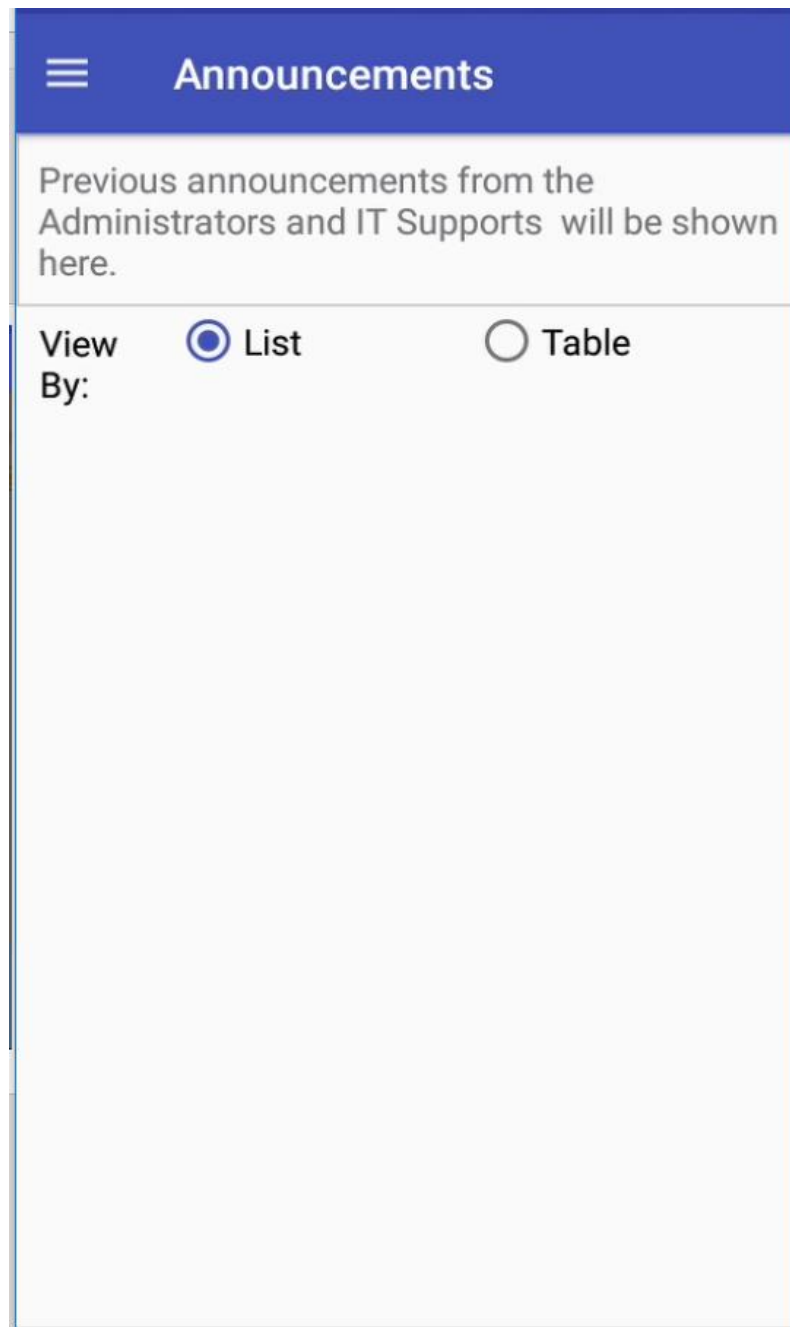 Announcements
Previous announcements from the
Administrators and IT Supports  will be shown
here.
View
By:
List
Table